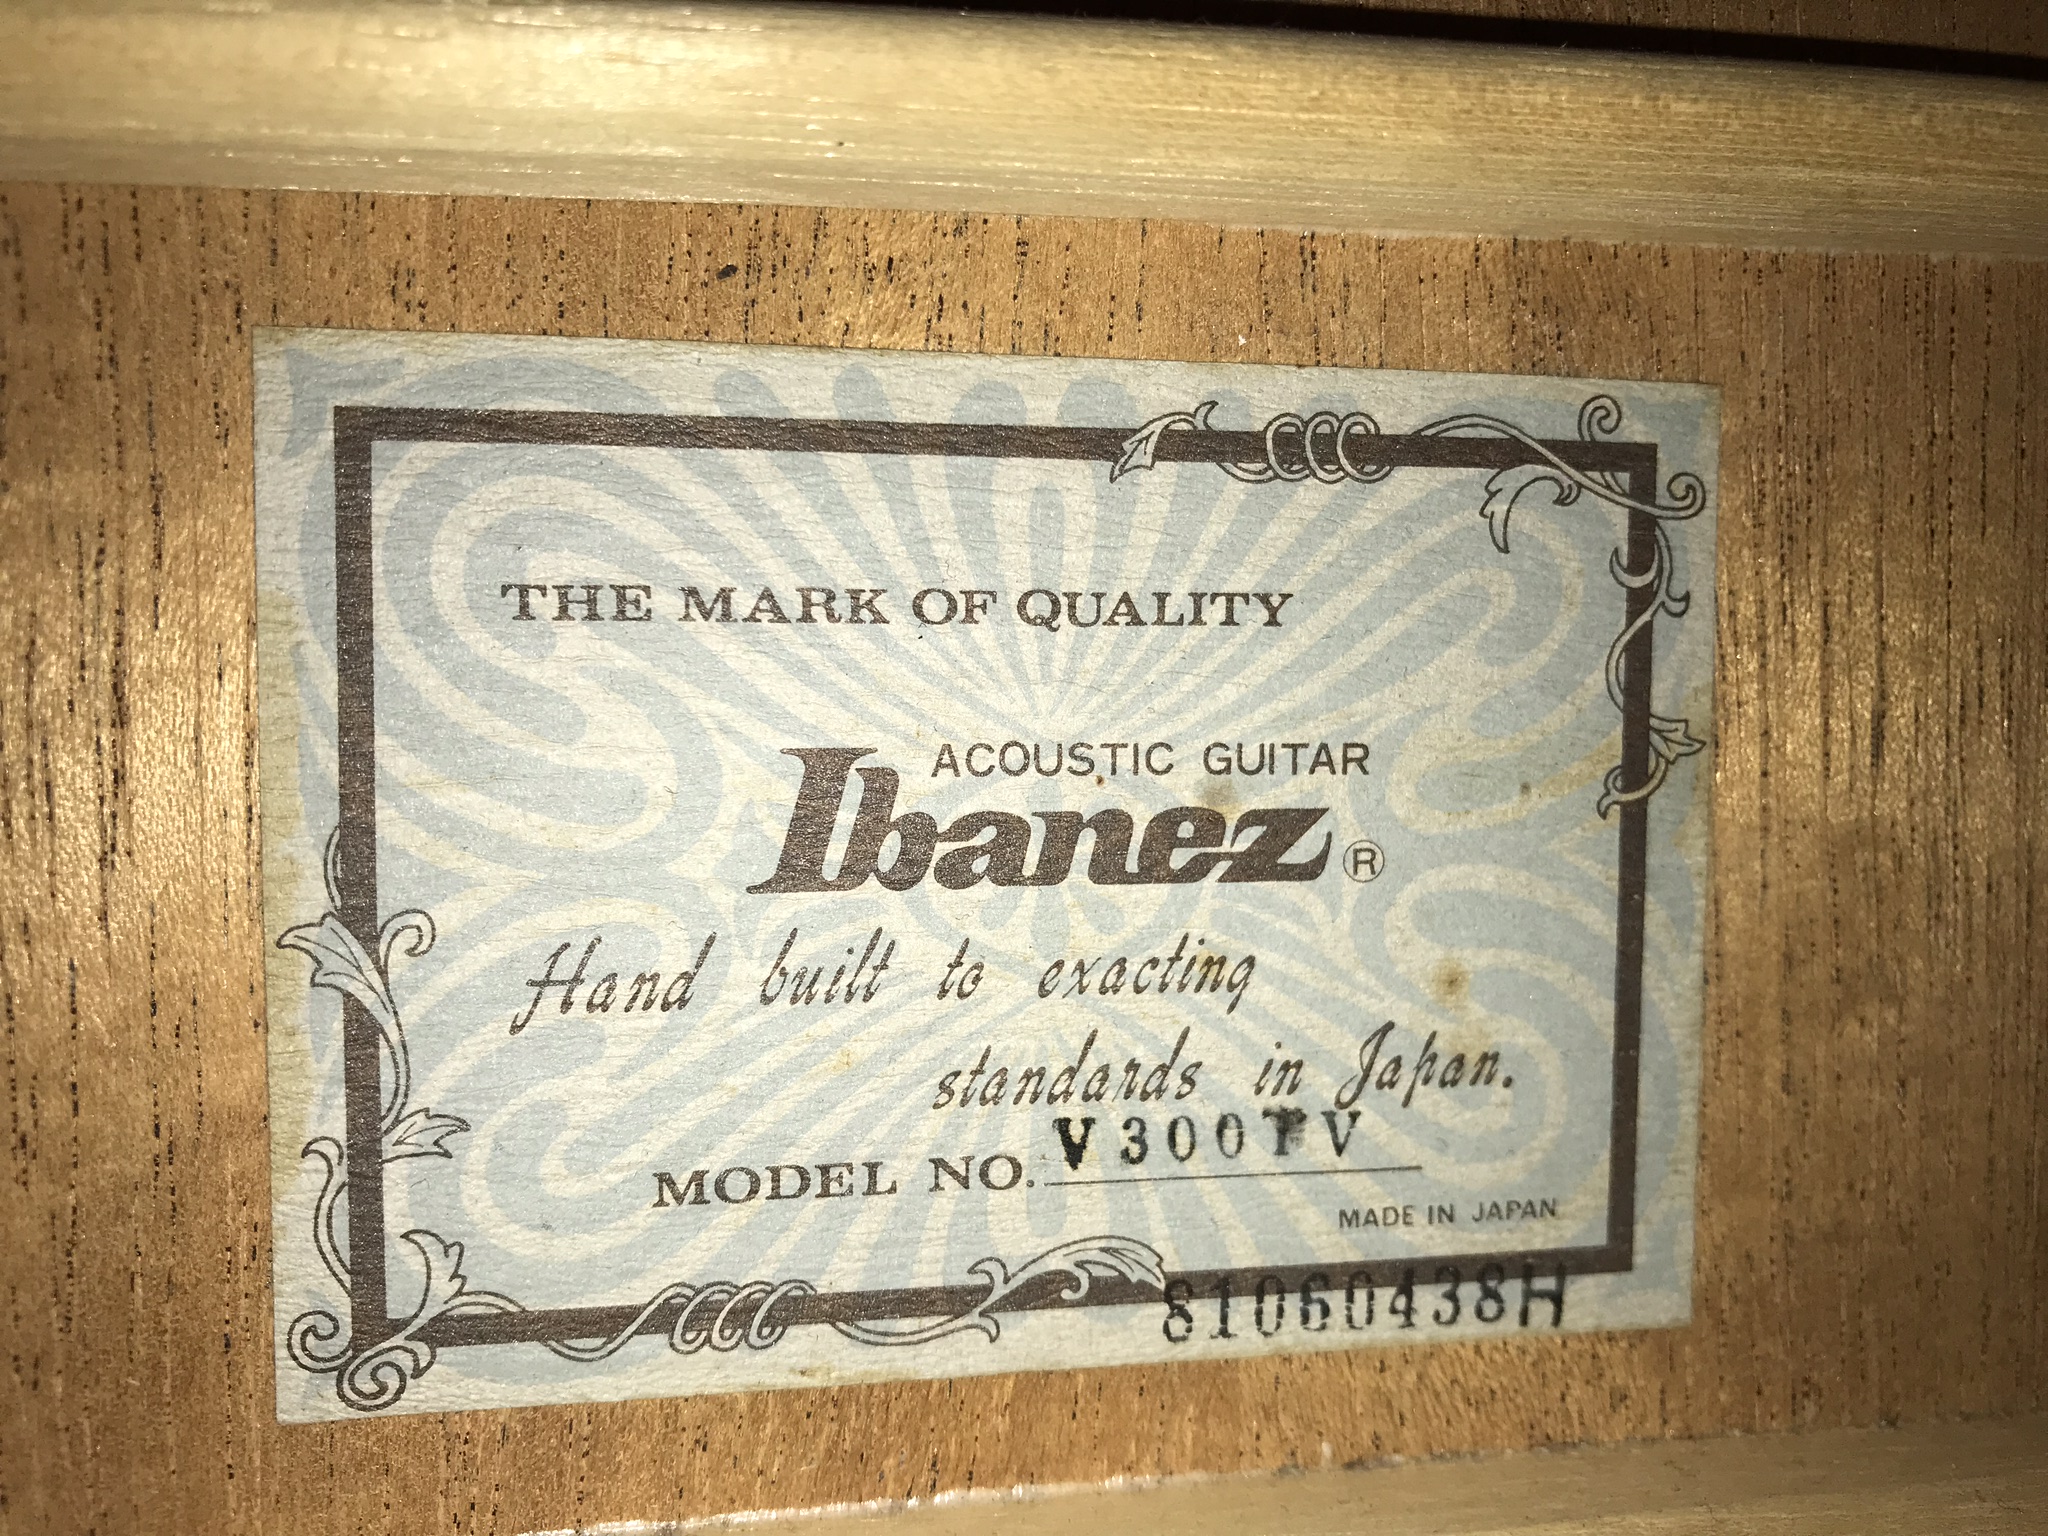 THE MARK OF QUALITY
ACOUSTIC GUITAR
Ibanez®
Hand built to exacting
standards in Japan.
MODEL NO. V300TV
MADE IN JAPAN
81060438H